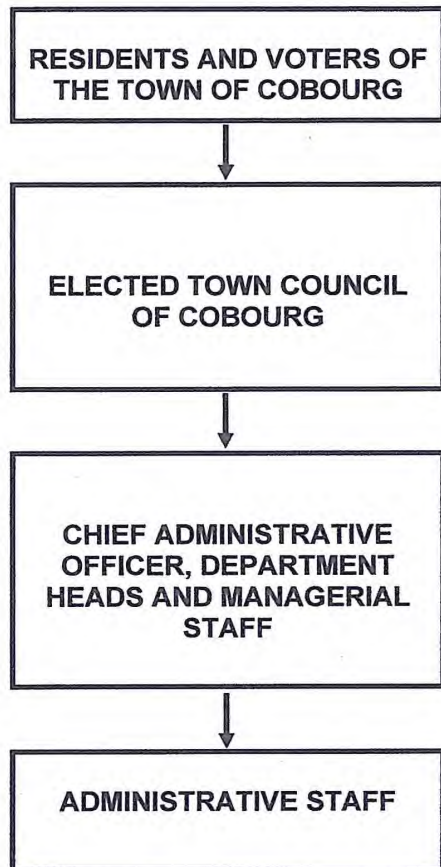 RESIDENTS AND VOTERS OF
THE TOWN OF COBOURG
ELECTED TOWN COUNCIL
OF COBOURG
CHIEF ADMINISTRATIVE
OFFICER, DEPARTMENT
HEADS AND MANAGERIAL
STAFF
ADMINISTRATIVE STAFF